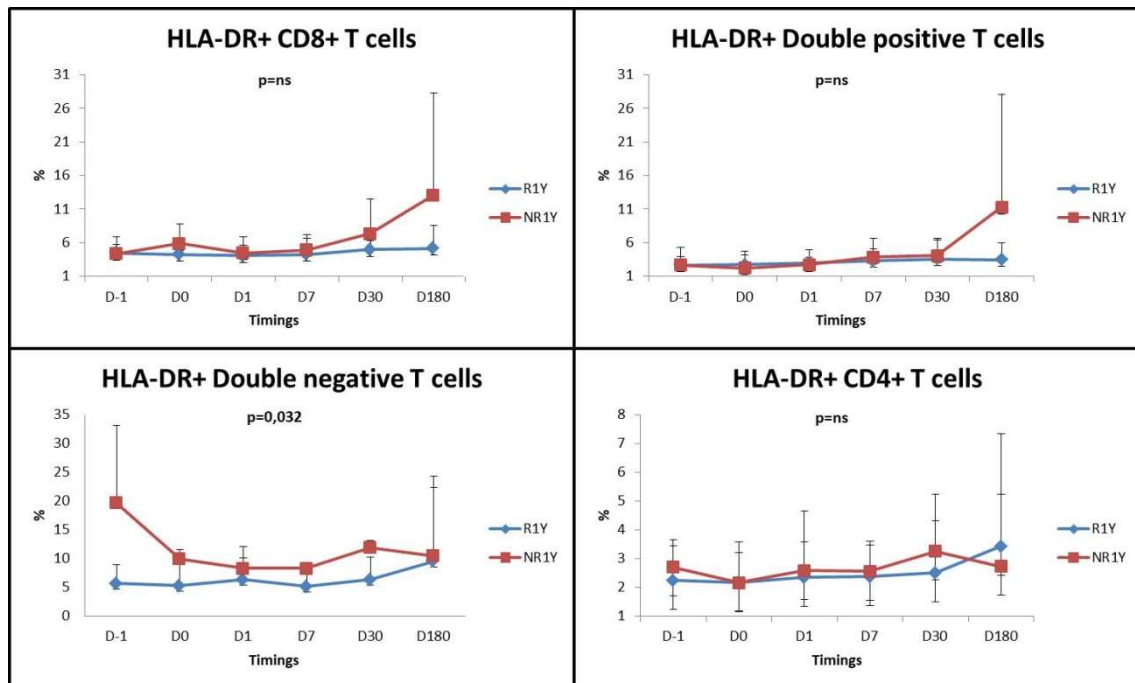 HLA-DR+ CD8+ T cells
p=ns
31
26
21
16
11
6
1
%
D-1 D0 D1 D7 D30 D180
Timings
R1Y
NR1Y
HLA-DR+ Double positive T cells
p=ns
31
26
21
16
11
6
1
%
D-1 D0 D1 D7 D30 D180
Timings
R1Y
NR1Y
HLA-DR+ Double negative T cells
p=0,032
35
30
25
20
15
10
5
0
%
D-1 D0 D1 D7 D30 D180
Timings
R1Y
NR1Y
HLA-DR+ CD4+ T cells
p=ns
8
7
6
5
4
3
2
1
%
D-1 D0 D1 D7 D30 D180
Timings
R1Y
NR1Y